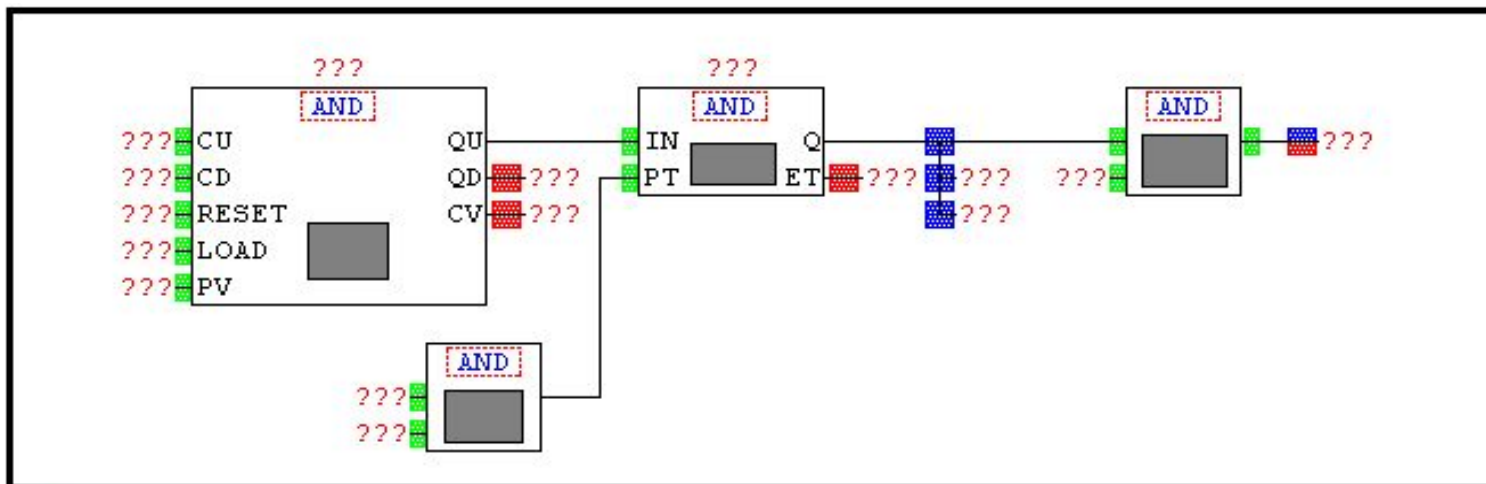 ??? ???
AND AND AND
??? CU QU IN Q ???
??? CD QD ??? PT ET ??? ??? ???
??? RESET CV ??? ???
??? LOAD
??? PV
AND
???
???